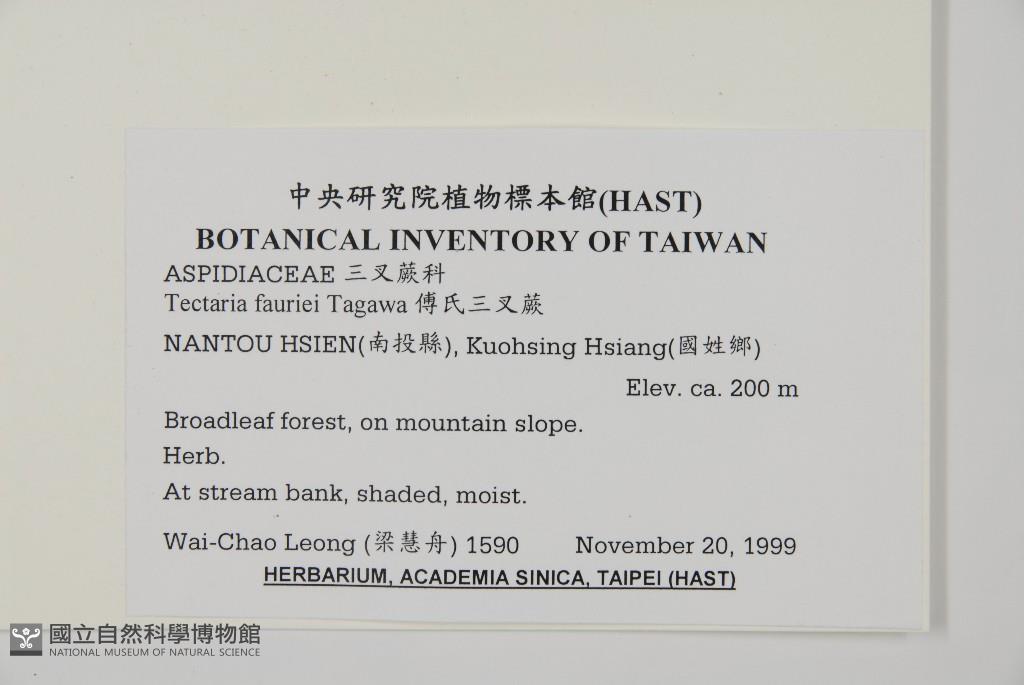 中央研究院植物標本館(HAST)
BOTANICAL INVENTORY OF TAIWAN
ASPIDIACEAE 三叉蕨科
Tectaria fauriei Tagawa 傅氏三叉蕨
NANTOU HSIEN(南投縣), Kuohsing Hsiang(國姓鄉)
Elev. ca. 200 m
Broadleaf forest, on mountain slope.
Herb.
At stream bank, shaded, moist.
Wai-Chao Leong (梁慧舟) 1590 November 20, 1999
HERBARIUM, ACADEMIA SINICA, TAIPEI (HAST)
國立自然科學博物館
NATIONAL MUSEUM OF NATURAL SCIENCE